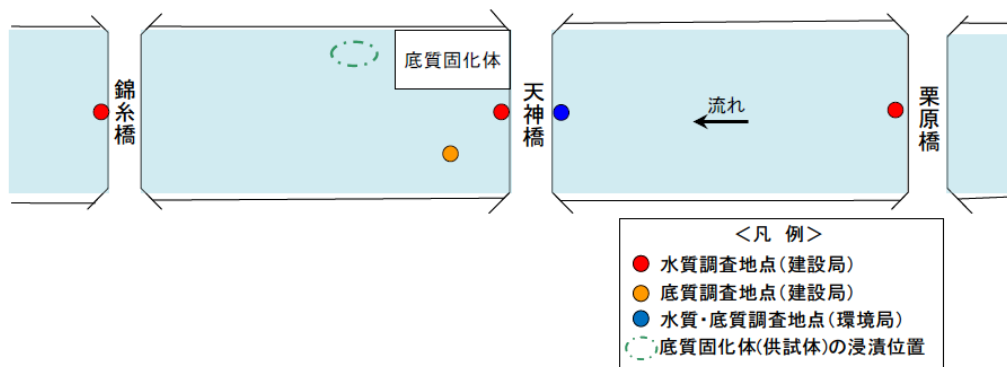 底質固化体
錦糸橋
天神橋
流れ
栗原橋
＜凡 例＞
水質調査地点(建設局)
底質調査地点(建設局)
水質・底質調査地点(環境局)
底質固化体(供試体)の浸漬位置